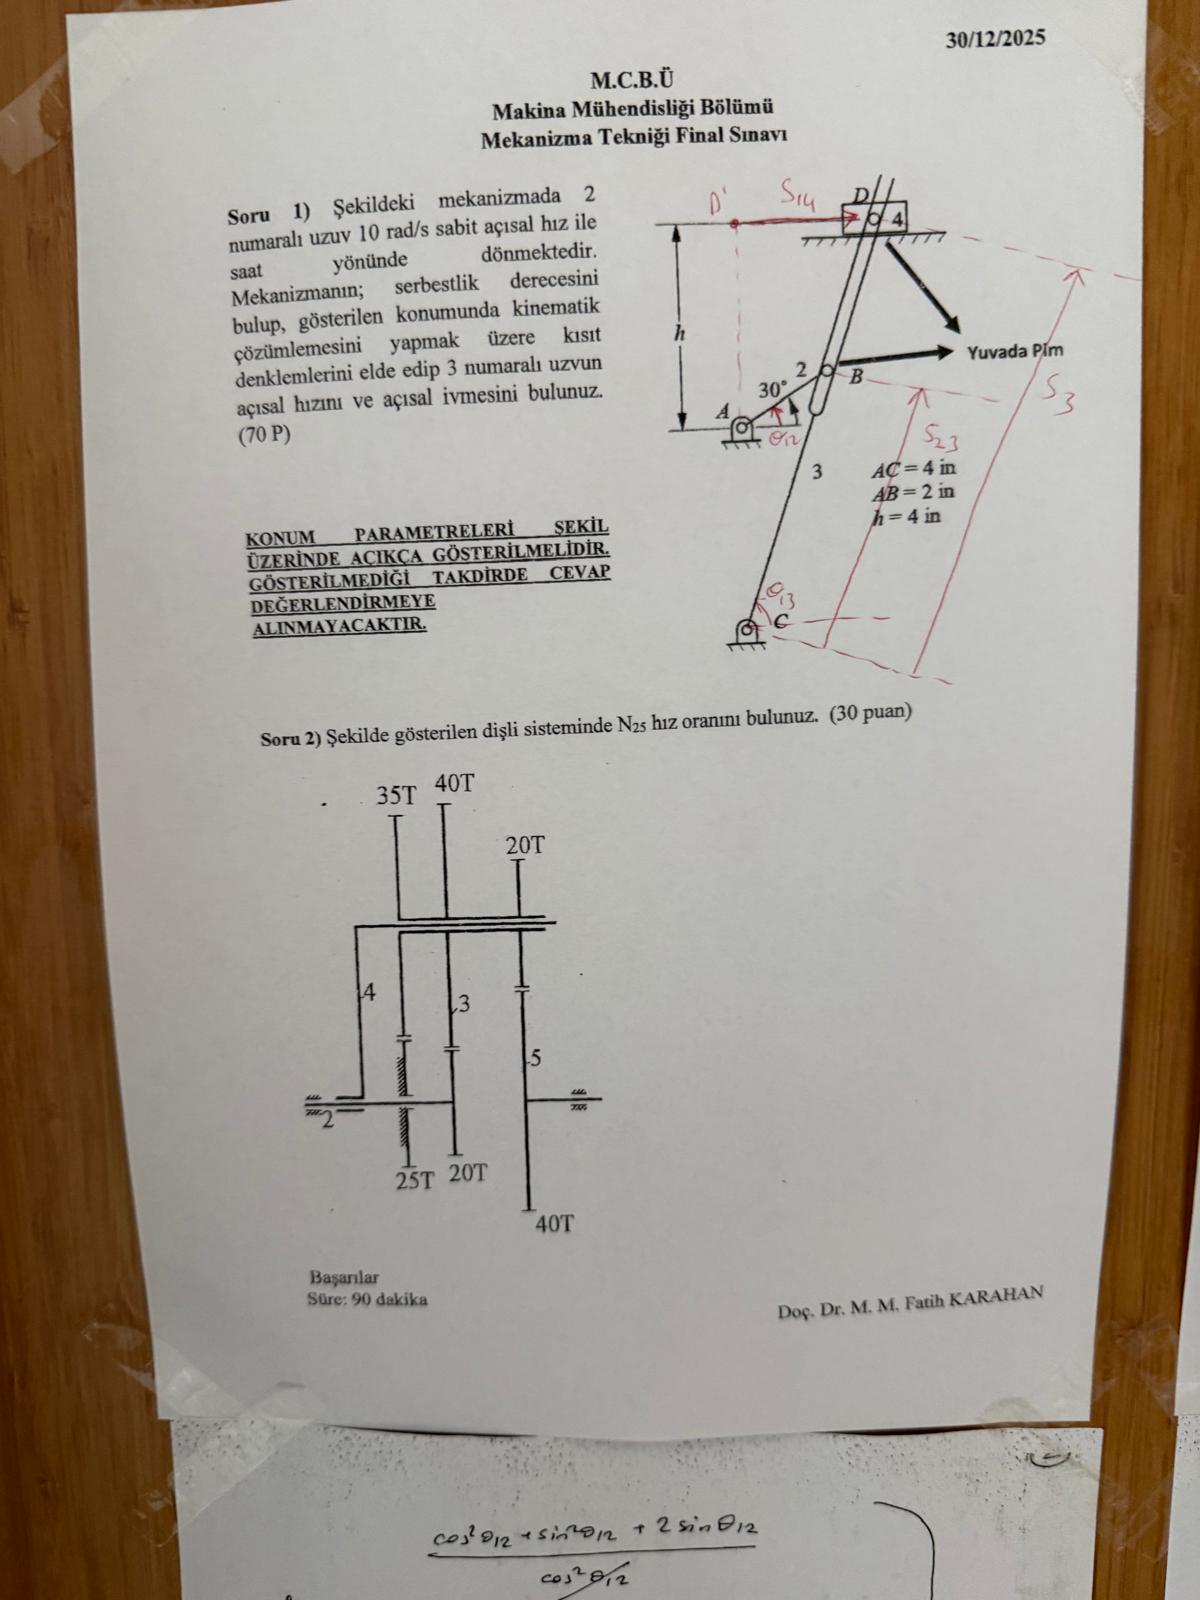 30/12/2025
M.C.B.Ü
Makina Mühendisliği Bölümü
Mekanizma Tekniği Final Sınavı
Soru 1) Şekildeki mekanizmada 2
numaralı uzuv 10 rad/s sabit açısal hız ile
saat yönünde dönmektedir.
Mekanizmanın; serbestlik derecesini
bulup, gösterilen konumunda kinematik
çözümlemesini yapmak üzere kısıt
denklemlerini elde edip 3 numaralı uzvun
açısal hızını ve açısal ivmesini bulunuz.
(70 P)
KONUM PARAMETRELERİ ŞEKİL
ÜZERİNDE AÇIKÇA GÖSTERİLMELİDİR.
GÖSTERİLMEDİĞİ TAKDİRDE CEVAP
DEĞERLENDİRMEYE
ALINMAYACAKTIR.
D' S14 D 4
h
Yuvada Pim
2 B
30°
A
θ12
S23
S3
3
AC = 4 in
AB = 2 in
h = 4 in
θ13
C
Soru 2) Şekilde gösterilen dişli sisteminde N25 hız oranını bulunuz. (30 puan)
35T 40T
20T
4
3
5
2
25T 20T
40T
Başarılar
Süre: 90 dakika
Doç. Dr. M. M. Fatih KARAHAN
cos²θ12 + sin²θ12 + 2 sinθ12
cos²θ12